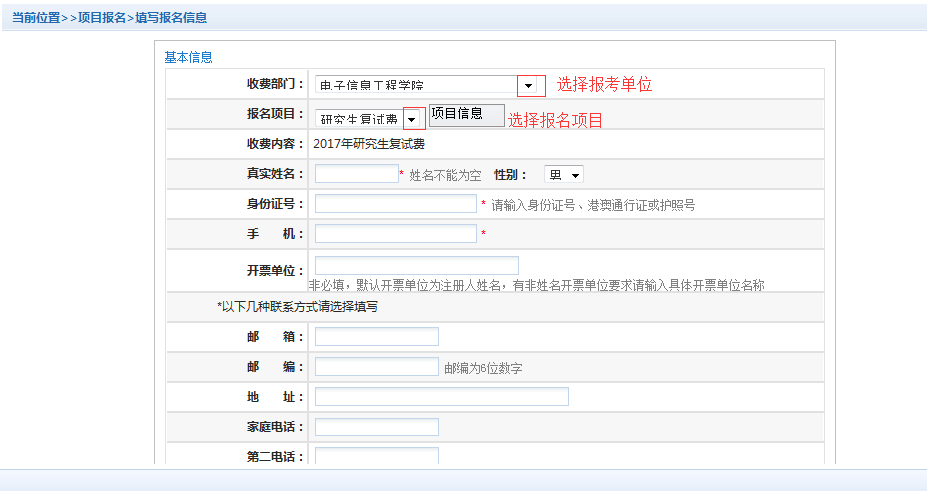 当前位置>>项目报名>填写报名信息
基本信息
收费部门： 电子信息工程学院 选择报考单位
报名项目： 研究生复试费 项目信息 选择报名项目
收费内容： 2017年研究生复试费
真实姓名： * 姓名不能为空 性别： 男
身份证号： * 请输入身份证号、港澳通行证或护照号
手 机： *
开票单位：
非必填，默认开票单位为注册人姓名，有非姓名开票单位要求请输入具体开票单位名称
*以下几种联系方式请选择填写
邮 箱：
邮 编： 邮编为6位数字
地 址：
家庭电话：
第二电话：